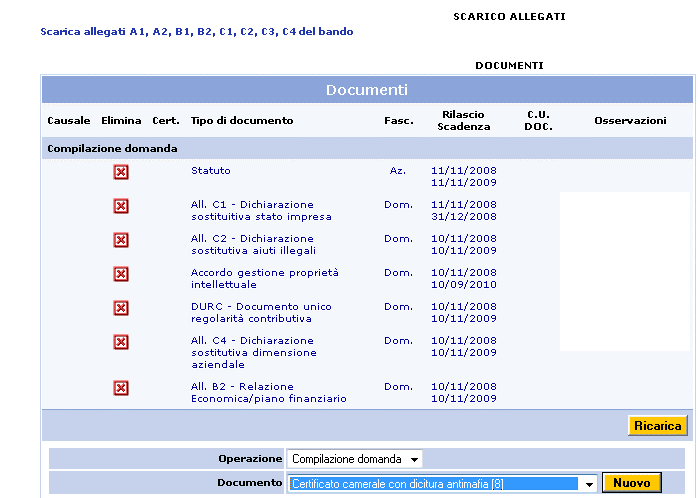 SCARICO ALLEGATI
Scarica allegati A1, A2, B1, B2, C1, C2, C3, C4 del bando
DOCUMENTI
Documenti
Causale Elimina Cert. Tipo di documento Fasc. Rilascio Scadenza C.U. DOC. Osservazioni
Compilazione domanda
Statuto Az. 11/11/2008
11/11/2009
All. C1 - Dichiarazione Dom. 11/11/2008
sostituitiva stato impresa 31/12/2008
All. C2 - Dichiarazione Dom. 10/11/2008
sostitutiva aiuti illegali 10/11/2009
Accordo gestione proprietà Dom. 10/11/2008
intellettuale 10/09/2010
DURC - Documento unico Dom. 10/11/2008
regolarità contributiva 10/11/2009
All. C4 - Dichiarazione Dom. 10/11/2008
sostitutiva dimensione 10/11/2009
aziendale
All. B2 - Relazione Dom. 10/11/2008
Economica/piano finanziario 10/11/2009
Ricarica
Operazione Compilazione domanda
Documento Certificato camerale con dicitura antimafia [8] Nuovo